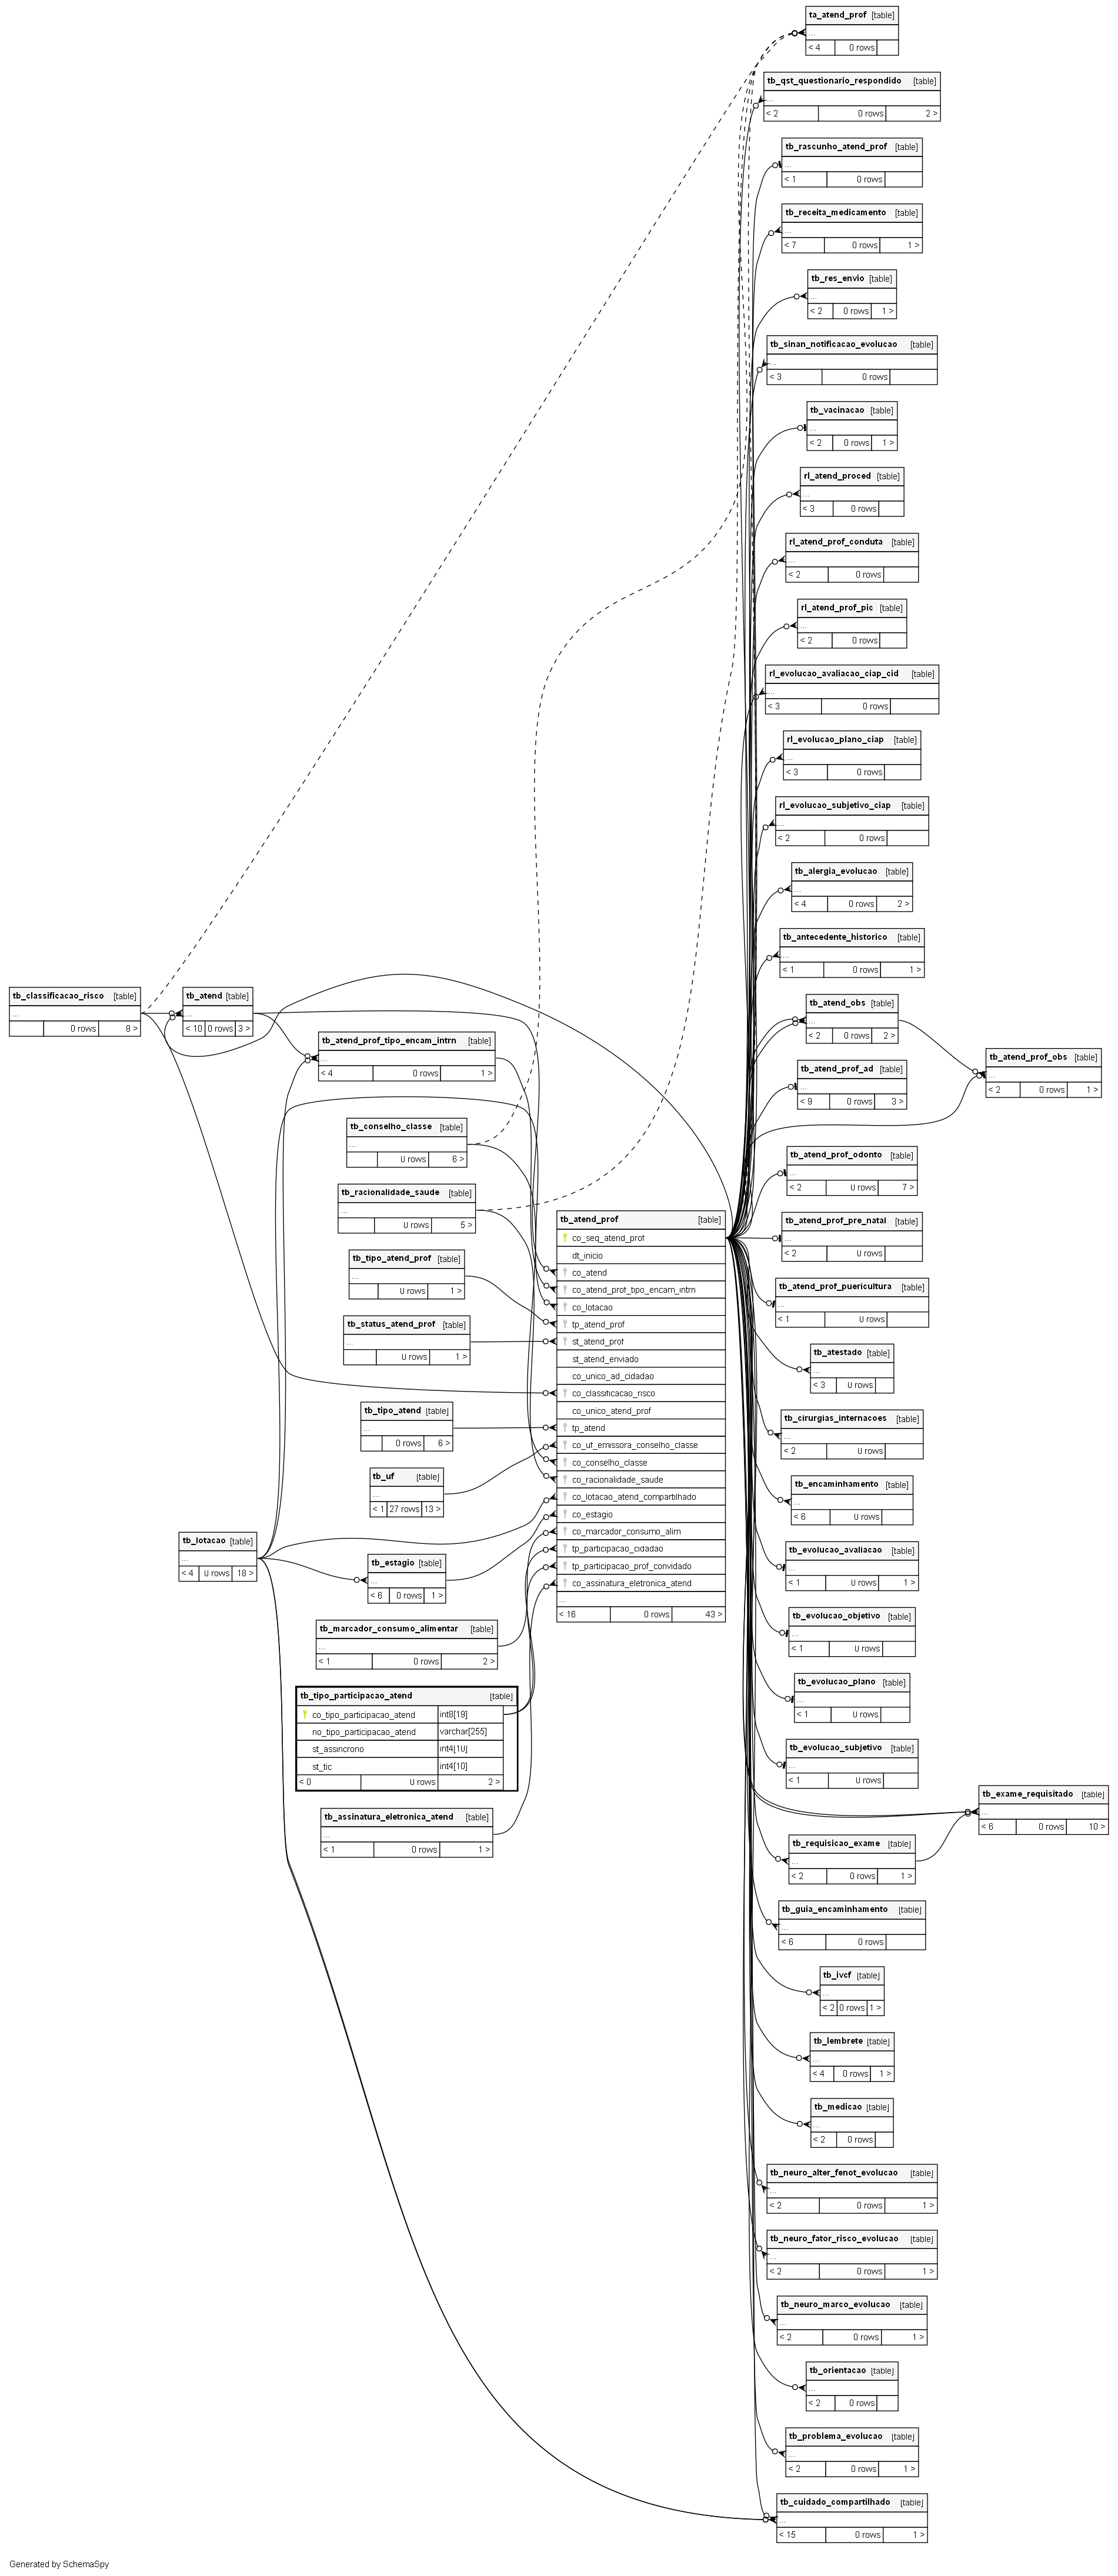 ta_atend_prof [table]
...
< 4 0 rows
tb_qst_questionario_respondido [table]
...
< 2 0 rows 2 >
tb_rascunho_atend_prof [table]
...
< 1 0 rows
tb_receita_medicamento [table]
...
< 7 0 rows 1 >
tb_res_envio [table]
...
< 2 0 rows 1 >
tb_sinan_notificacao_evolucao [table]
...
< 3 0 rows
tb_vacinacao [table]
...
< 2 0 rows 1 >
rl_atend_proced [table]
...
< 3 0 rows
rl_atend_prof_conduta [table]
...
< 2 0 rows
rl_atend_prof_pic [table]
...
< 2 0 rows
rl_evolucao_avaliacao_ciap_cid [table]
...
< 3 0 rows
rl_evolucao_plano_ciap [table]
...
< 3 0 rows
rl_evolucao_subjetivo_ciap [table]
...
< 2 0 rows
tb_alergia_evolucao [table]
...
< 4 0 rows 2 >
tb_antecedente_historico [table]
...
< 1 0 rows 1 >
tb_classificacao_risco [table]
...
0 rows 8 >
tb_atend [table]
...
< 10 0 rows 3 >
tb_atend_obs [table]
...
< 2 0 rows 2 >
tb_atend_prof_tipo_encam_intrn [table]
...
< 4 0 rows 1 >
tb_atend_prof_obs [table]
...
< 2 0 rows 1 >
tb_atend_prof_ad [table]
...
< 9 0 rows 3 >
tb_conselho_classe [table]
...
0 rows 6 >
tb_atend_prof_odonto [table]
...
< 2 0 rows 7 >
tb_racionalidade_saude [table]
...
0 rows 5 >
tb_atend_prof_pre_natal [table]
...
< 2 0 rows
tb_tipo_atend_prof [table]
...
0 rows 1 >
tb_atend_prof_puericultura [table]
...
< 1 0 rows
tb_status_atend_prof [table]
...
0 rows 1 >
tb_atestado [table]
...
< 3 0 rows
tb_tipo_atend [table]
...
0 rows 6 >
tb_cirurgias_internacoes [table]
...
< 2 0 rows
tb_uf [table]
...
< 1 27 rows 13 >
tb_encaminhamento [table]
...
< 6 0 rows
tb_lotacao [table]
...
< 4 0 rows 18 >
tb_estagio [table]
...
< 6 0 rows 1 >
tb_atend_prof [table]
co_seq_atend_prof
dt_inicio
co_atend
co_atend_prof_tipo_encam_intrn
co_lotacao
tp_atend_prof
st_atend_prof
st_atend_enviado
co_unico_ad_cidadao
co_classificacao_risco
co_unico_atend_prof
tp_atend
co_uf_emissora_conselho_classe
co_conselho_classe
co_racionalidade_saude
co_lotacao_atend_compartilhado
co_estagio
co_marcador_consumo_alim
tp_participacao_cidadao
tp_participacao_prof_convidado
co_assinatura_eletronica_atend
...
< 16 0 rows 43 >
tb_evolucao_avaliacao [table]
...
< 1 0 rows 1 >
tb_evolucao_objetivo [table]
...
< 1 0 rows
tb_marcador_consumo_alimentar [table]
...
< 1 0 rows 2 >
tb_evolucao_plano [table]
...
< 1 0 rows
tb_tipo_participacao_atend [table]
co_tipo_participacao_atend int8[19]
no_tipo_participacao_atend varchar[255]
st_assincrono int4[10]
st_tic int4[10]
< 0 0 rows 2 >
tb_evolucao_subjetivo [table]
...
< 1 0 rows
tb_exame_requisitado [table]
...
< 6 0 rows 10 >
tb_assinatura_eletronica_atend [table]
...
< 1 0 rows 1 >
tb_requisicao_exame [table]
...
< 2 0 rows 1 >
tb_guia_encaminhamento [table]
...
< 6 0 rows
tb_ivcf [table]
...
< 2 0 rows 1 >
tb_lembrete [table]
...
< 4 0 rows 1 >
tb_medicao [table]
...
< 2 0 rows
tb_neuro_alter_fenot_evolucao [table]
...
< 2 0 rows 1 >
tb_neuro_fator_risco_evolucao [table]
...
< 2 0 rows 1 >
tb_neuro_marco_evolucao [table]
...
< 2 0 rows 1 >
tb_orientacao [table]
...
< 2 0 rows
tb_problema_evolucao [table]
...
< 2 0 rows 1 >
tb_cuidado_compartilhado [table]
...
< 15 0 rows 1 >
Generated by SchemaSpy